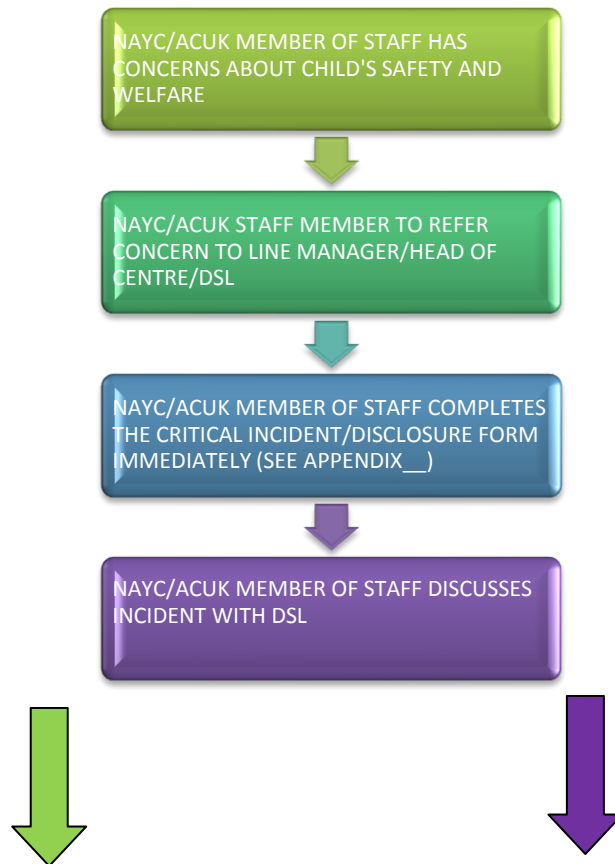 NAYC/ACUK MEMBER OF STAFF HAS
CONCERNS ABOUT CHILD'S SAFETY AND
WELFARE
NAYC/ACUK STAFF MEMBER TO REFER
CONCERN TO LINE MANAGER/HEAD OF
CENTRE/DSL
NAYC/ACUK MEMBER OF STAFF COMPLETES
THE CRITICAL INCIDENT/DISCLOSURE FORM
IMMEDIATELY (SEE APPENDIX__)
NAYC/ACUK MEMBER OF STAFF DISCUSSES
INCIDENT WITH DSL